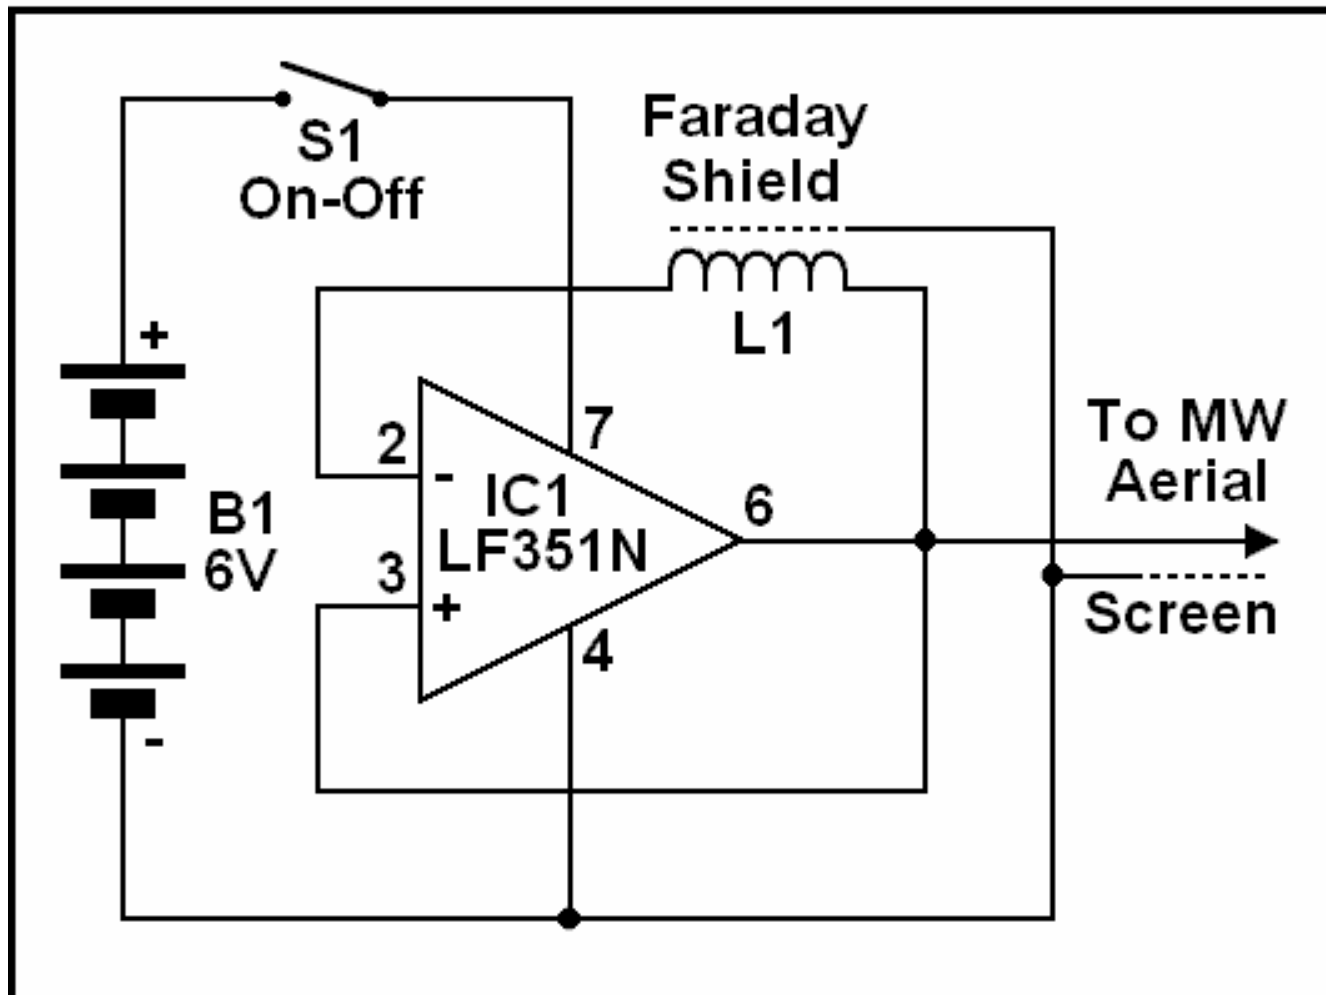 S1
On-Off
Faraday
Shield
L1
+
B1
6V
-
2
-
3
+
IC1
LF351N
7
4
6
To MW
Aerial
Screen